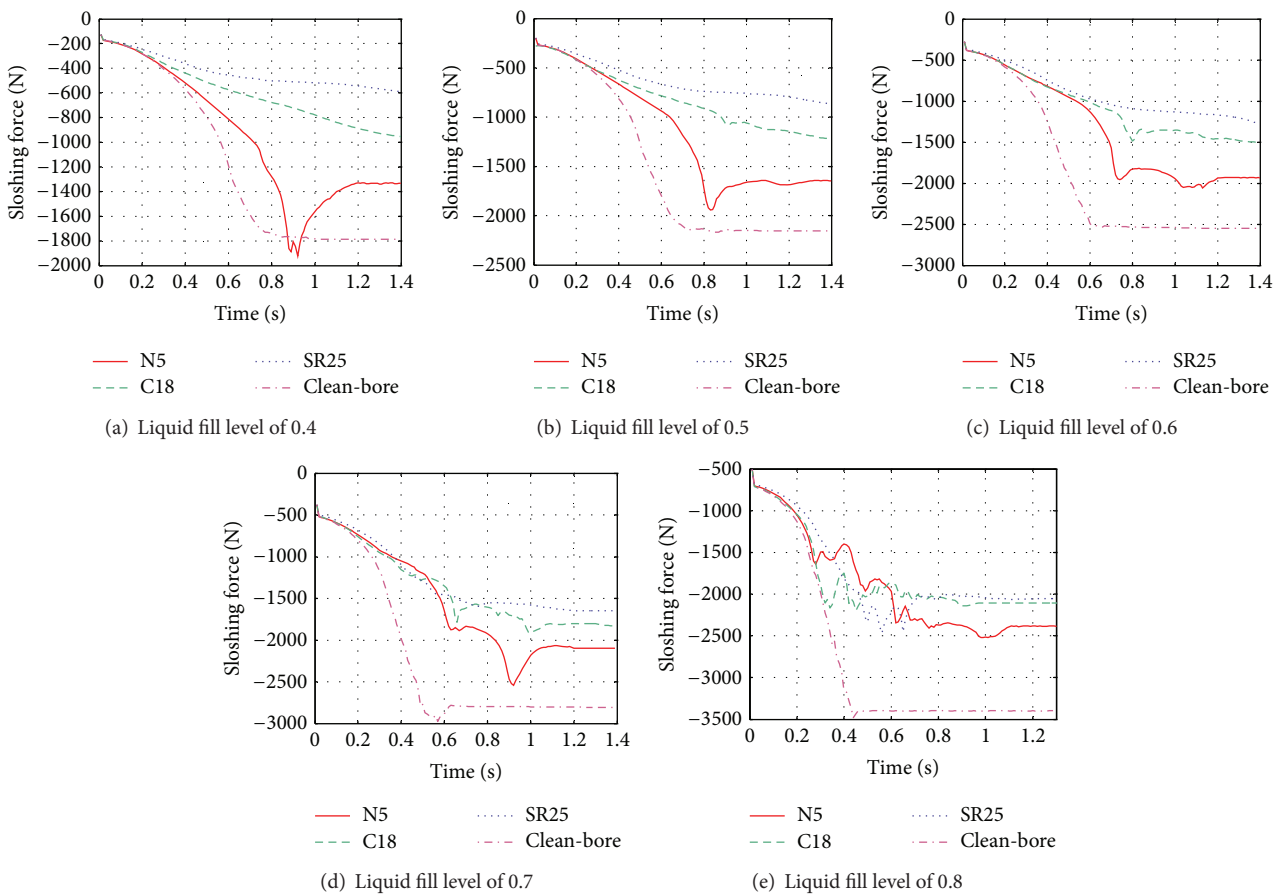 0
−200
−400
−600
−800
−1000
−1200
−1400
−1600
−1800
−2000
Sloshing force (N)
0 0.2 0.4 0.6 0.8 1 1.2 1.4
Time (s)
N5
C18
SR25
Clean-bore
(a) Liquid fill level of 0.4
0
−500
−1000
−1500
−2000
−2500
Sloshing force (N)
0 0.2 0.4 0.6 0.8 1 1.2 1.4
Time (s)
N5
C18
SR25
Clean-bore
(b) Liquid fill level of 0.5
0
−500
−1000
−1500
−2000
−2500
−3000
Sloshing force (N)
0 0.2 0.4 0.6 0.8 1 1.2 1.4
Time (s)
N5
C18
SR25
Clean-bore
(c) Liquid fill level of 0.6
0
−500
−1000
−1500
−2000
−2500
−3000
Sloshing force (N)
0 0.2 0.4 0.6 0.8 1 1.2 1.4
Time (s)
N5
C18
SR25
Clean-bore
(d) Liquid fill level of 0.7
−500
−1000
−1500
−2000
−2500
−3000
−3500
Sloshing force (N)
0 0.2 0.4 0.6 0.8 1 1.2
Time (s)
N5
C18
SR25
Clean-bore
(e) Liquid fill level of 0.8